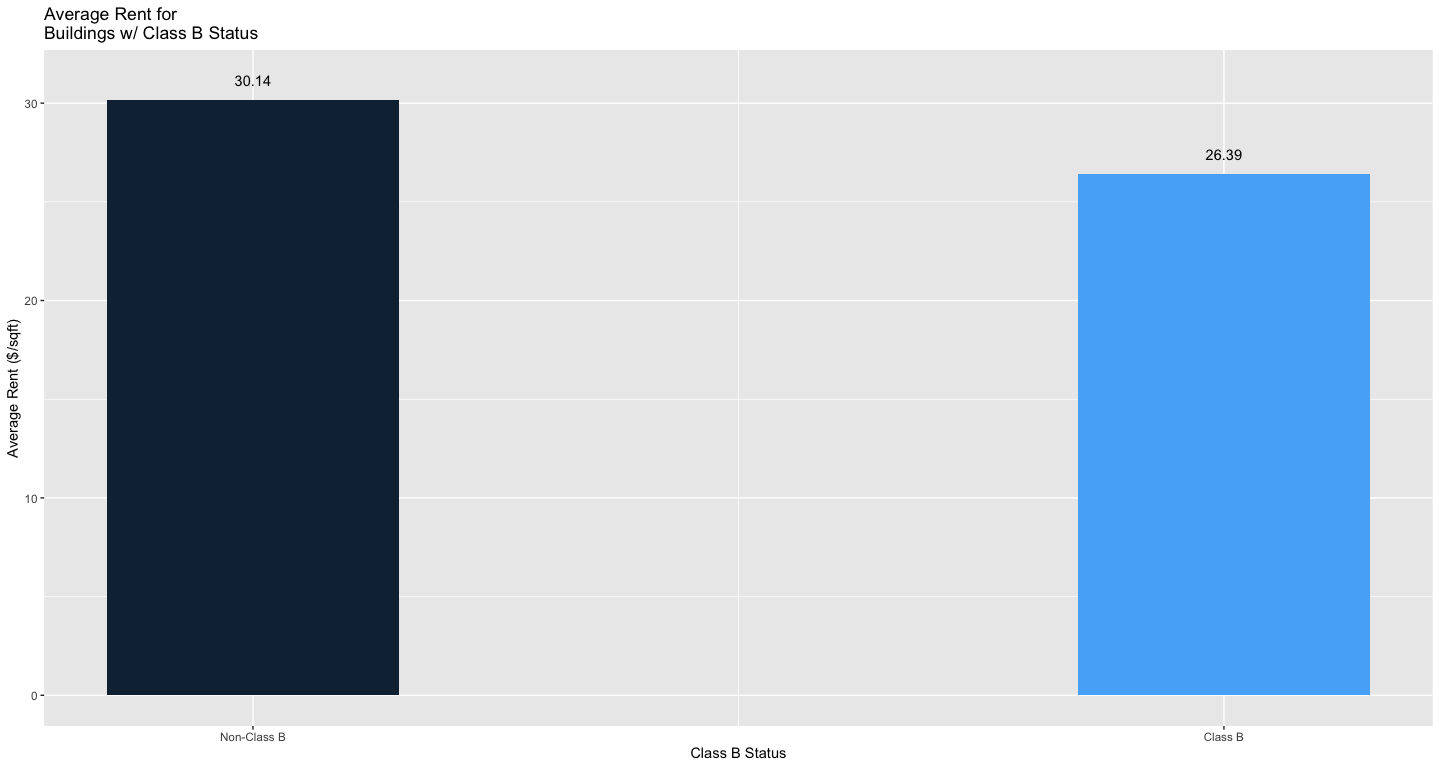 Average Rent for
Buildings w/ Class B Status
30.14
26.39
30
20
10
0
Average Rent ($/sqft)
Non-Class B
Class B
Class B Status